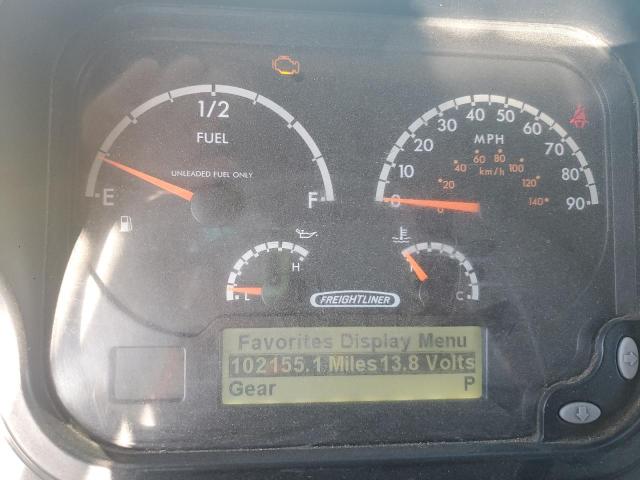 1/2
FUEL
UNLEADED FUEL ONLY
E
F
0
10
20
30
40
50
60
70
80
90
MPH
0
20
40
60
80
100
120
140
km/h
L
H
C
FREIGHTLINER
Favorites Display Menu
102155.1 Miles 13.8 Volts
Gear P